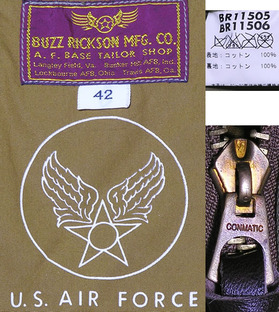 BUZZ RICKSON MFG. CO.
A. F. BASE TAILOR SHOP
Langley Field, Va. Bunker Hill AFB, Ind.
Lockbourne AFB, Ohio. Travis AFB, Ca.
42
U.S. AIR FORCE
BR11505
BR11506
表地：コットン 100%
裏地：コットン 100%
CONMATIC